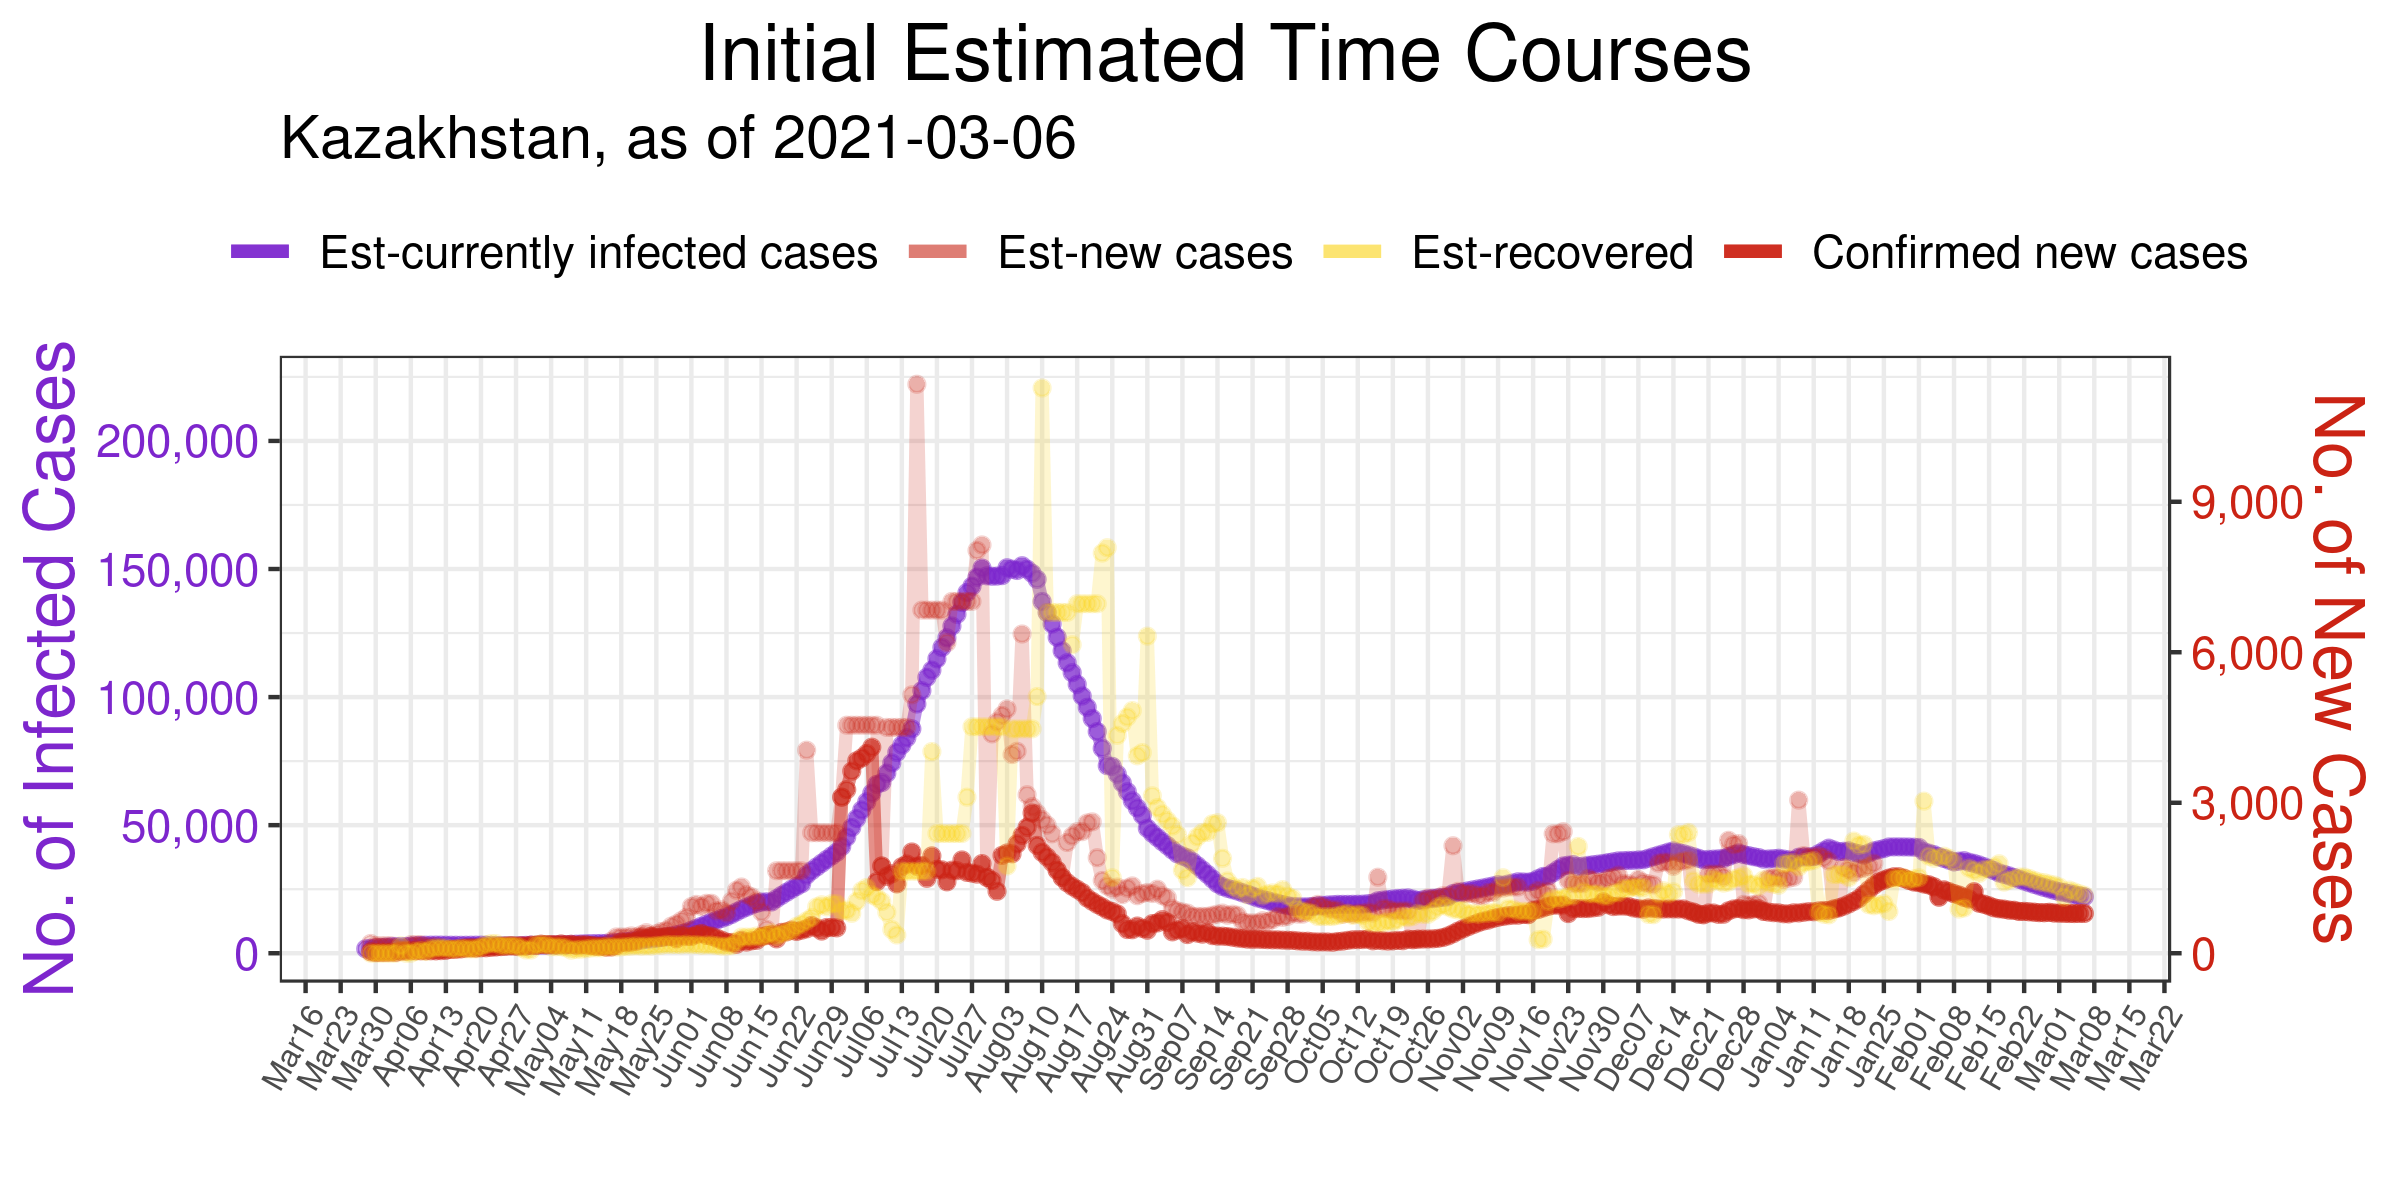 Initial Estimated Time Courses
Kazakhstan, as of 2021-03-06
Est-currently infected cases
Est-new cases
Est-recovered
Confirmed new cases
No. of Infected Cases
200,000
150,000
100,000
50,000
0
9,000
6,000
3,000
0
No. of New Cases
Mar16
Mar23
Mar30
Apr06
Apr13
Apr20
Apr27
May04
May11
May18
May25
Jun01
Jun08
Jun15
Jun22
Jun29
Jul06
Jul13
Jul20
Jul27
Aug03
Aug10
Aug17
Aug24
Aug31
Sep07
Sep14
Sep21
Sep28
Oct05
Oct12
Oct19
Oct26
Nov02
Nov09
Nov16
Nov23
Nov30
Dec07
Dec14
Dec21
Dec28
Jan04
Jan11
Jan18
Jan25
Feb01
Feb08
Feb15
Feb22
Mar01
Mar08
Mar15
Mar22